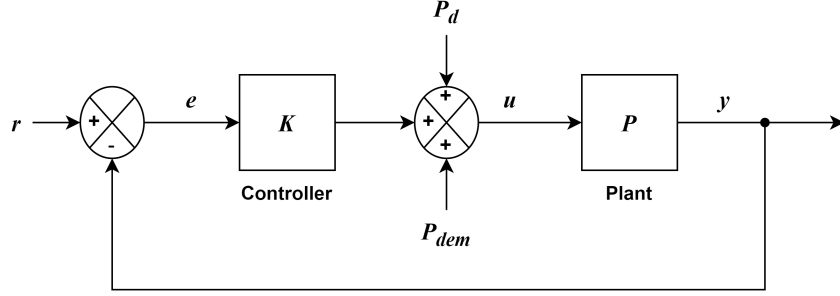 P_d
r
+
-
e
K
Controller
+
+
+
P_dem
u
P
Plant
y